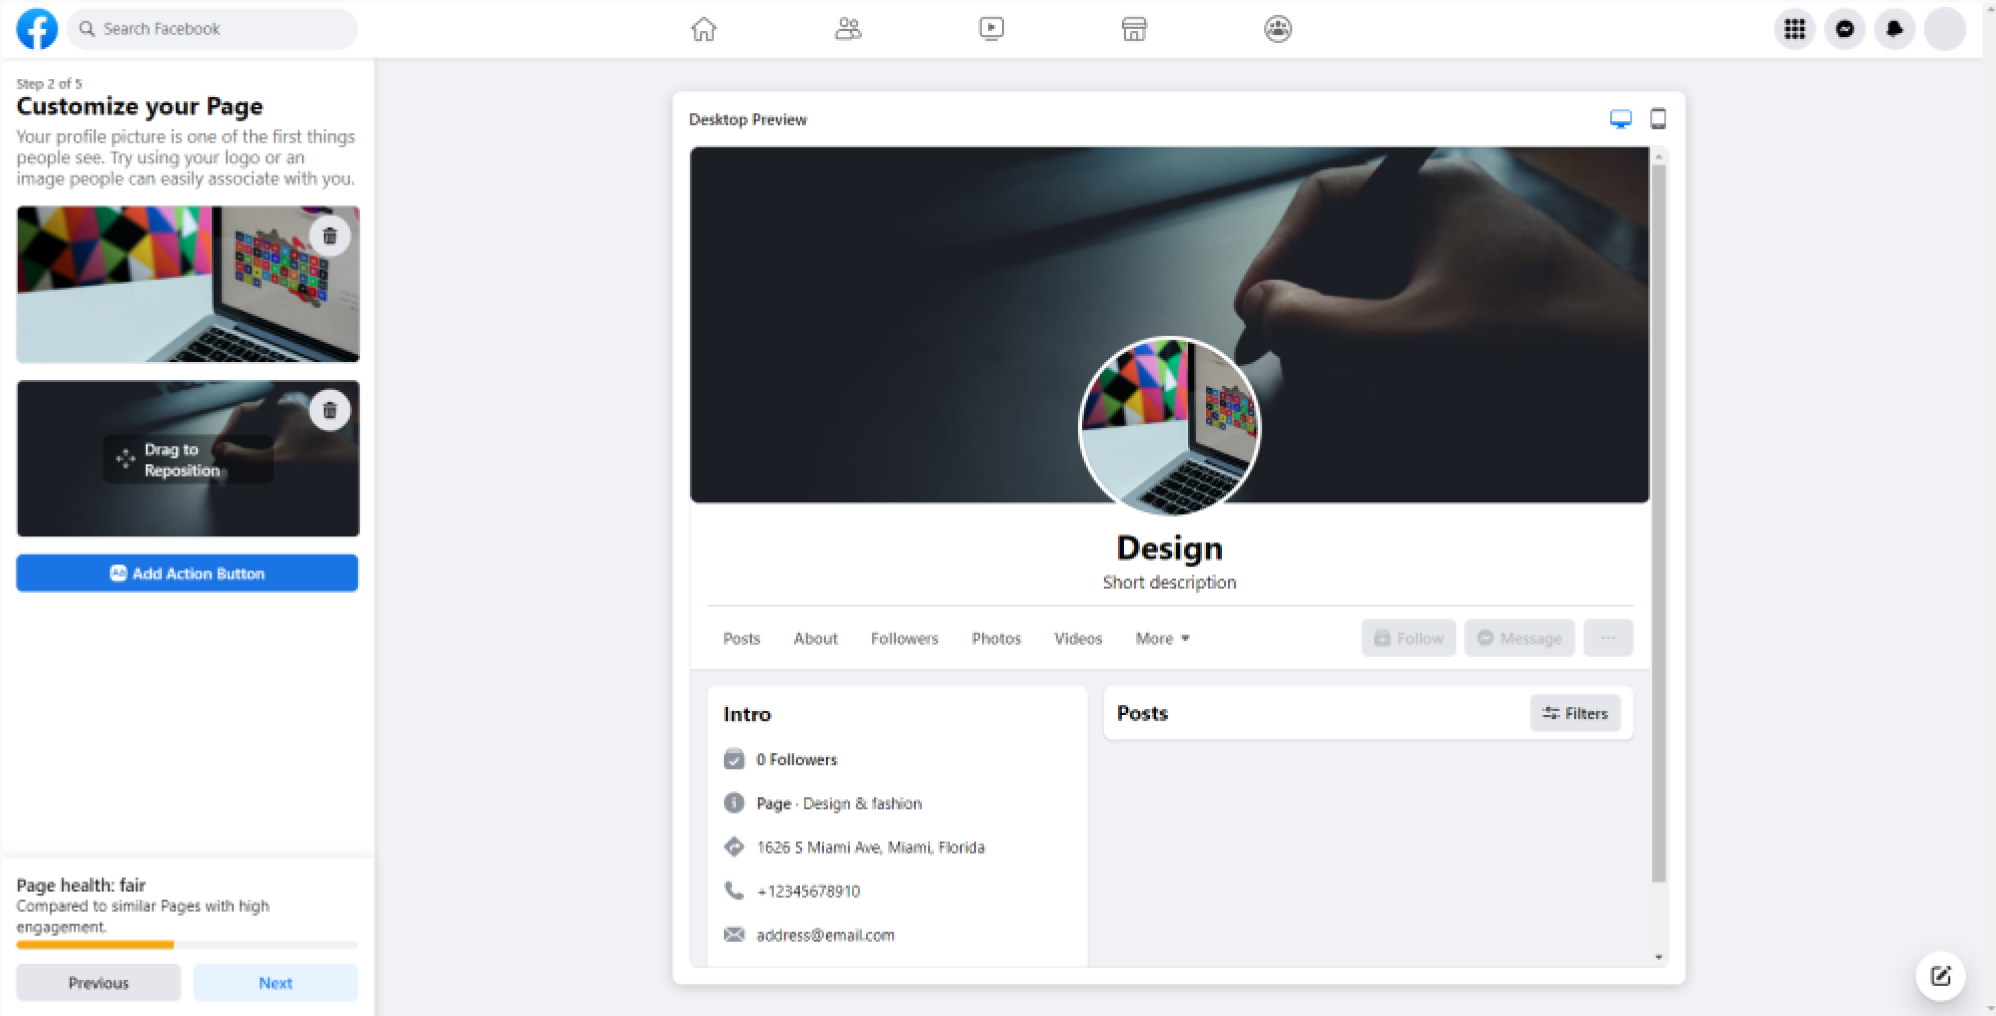 Search Facebook
Step 2 of 5
Customize your Page
Your profile picture is one of the first things
people see. Try using your logo or an
image people can easily associate with you.
Drag to
Reposition
Add Action Button
Page health: fair
Compared to similar Pages with high
engagement.
Previous
Next
Desktop Preview
Design
Short description
Posts
About
Followers
Photos
Videos
More
Follow
Message
Intro
0 Followers
Page · Design & fashion
1626 S Miami Ave, Miami, Florida
+12345678910
address@email.com
Posts
Filters